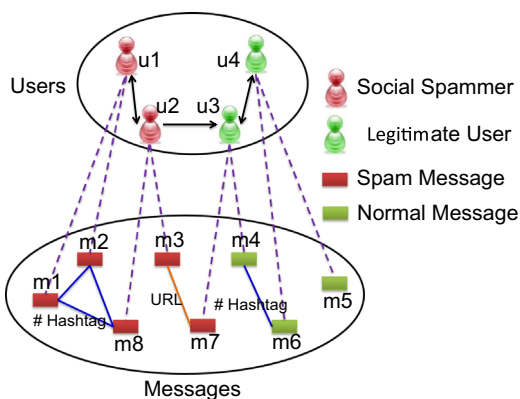 u1
u4
Users
u2
u3
Social Spammer
Legitimate User
Spam Message
Normal Message
m2
m3
m4
m1
URL
# Hashtag
m5
# Hashtag
m8
m7
m6
Messages